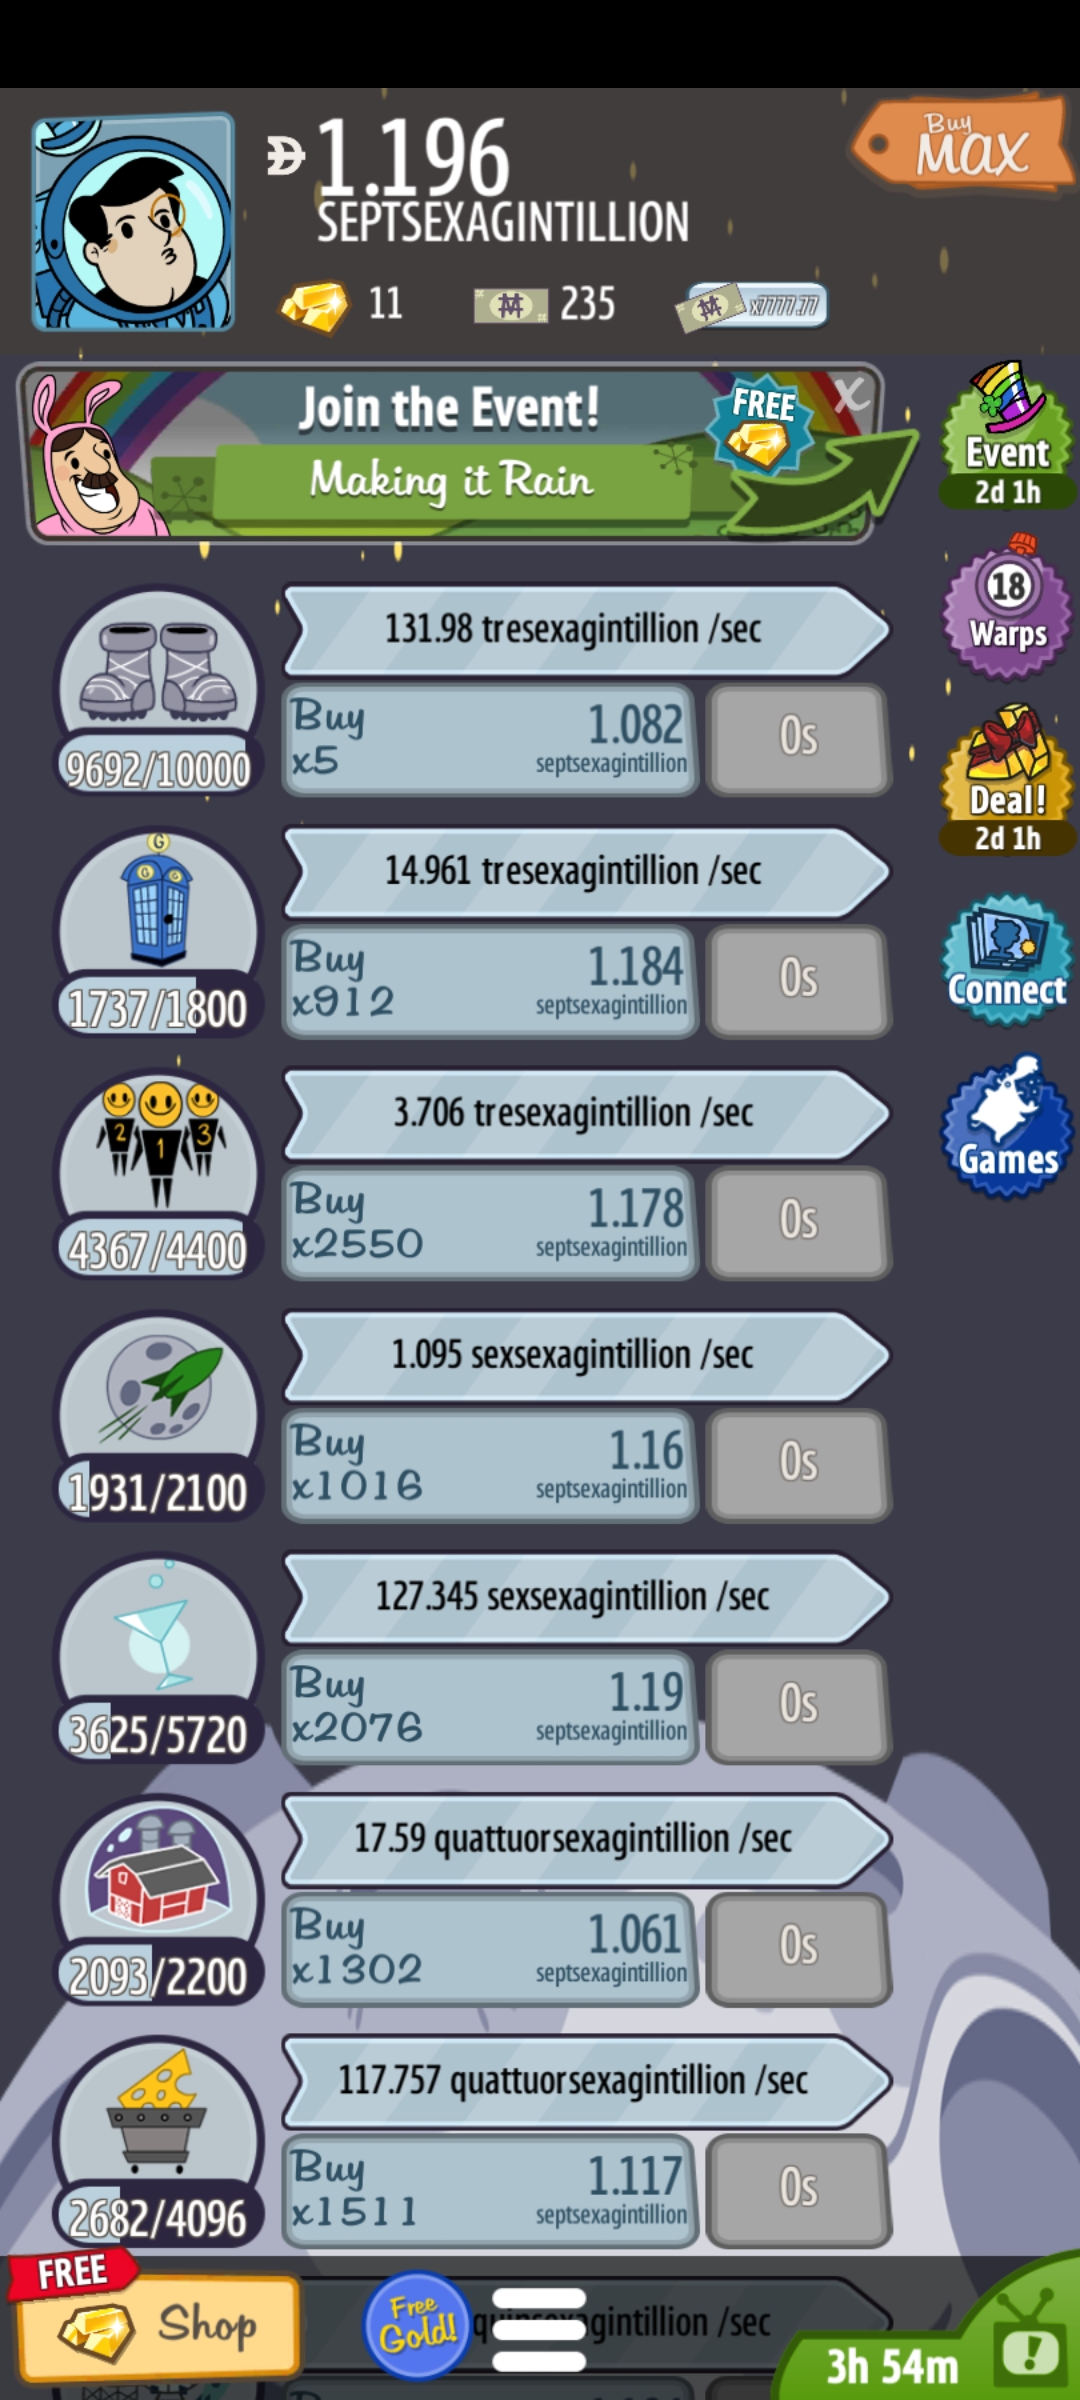 1.196
SEPTSEXAGINTILLION
Buy
MAX
11
235
x7777.77
Join the Event!
Making it Rain
FREE
X
Event
2d 1h
18
Warps
Deal!
2d 1h
Connect
Games
131.98 tresexagintillion /sec
Buy
x5
1.082
septsexagintillion
0s
9692/10000
G
G G
14.961 tresexagintillion /sec
Buy
x912
1.184
septsexagintillion
0s
1737/1800
2 1 3
3.706 tresexagintillion /sec
Buy
x2550
1.178
septsexagintillion
0s
4367/4400
1.095 sexsexagintillion /sec
Buy
x1016
1.16
septsexagintillion
0s
1931/2100
127.345 sexsexagintillion /sec
Buy
x2076
1.19
septsexagintillion
0s
3625/5720
17.59 quattuorsexagintillion /sec
Buy
x1302
1.061
septsexagintillion
0s
2093/2200
117.757 quattuorsexagintillion /sec
Buy
x1511
1.117
septsexagintillion
0s
2682/4096
FREE
Shop
Free
Gold!
/sec
3h 54m
!